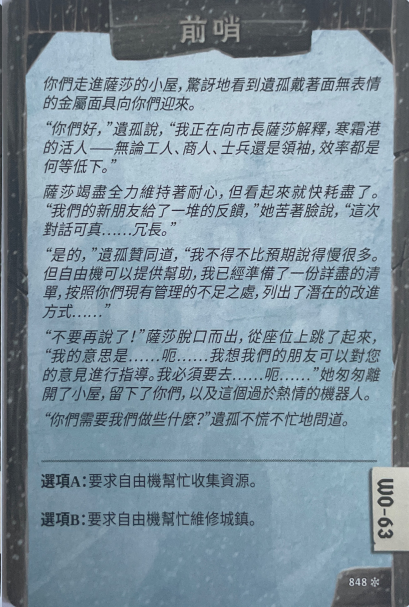 前哨
你們走進薩莎的小屋，驚訝地看到遺孤戴著面無表情
的金屬面具向你們迎來。
“你們好，”遺孤說，“我正在向市長薩莎解釋，寒霜港
的活人——無論工人、商人、士兵還是領袖，效率都是
何等低下。”
薩莎竭盡全力維持著耐心，但看起來就快耗盡了。
“我們的新朋友給了一堆的反饋，”她苦著臉說，“這次
對話可真……冗長。”
“是的，”遺孤贊同道，“我不得不比預期說得慢很多。
但自由機可以提供幫助，我已經準備了一份詳盡的清
單，按照你們現有管理的不足之處，列出了潛在的改進
方式……”
“不要再說了！”薩莎脫口而出，從座位上跳了起來，
“我的意思是……呃……我想我們的朋友可以對您
的意見進行指導。我必須要去……呃……”她匆匆離
開了小屋，留下了你們，以及這個過於熱情的機器人。
“你們需要我們做些什麼？”遺孤不慌不忙地問道。
選項A：要求自由機幫忙收集資源。
選項B：要求自由機幫忙維修城鎮。
WO-63
848